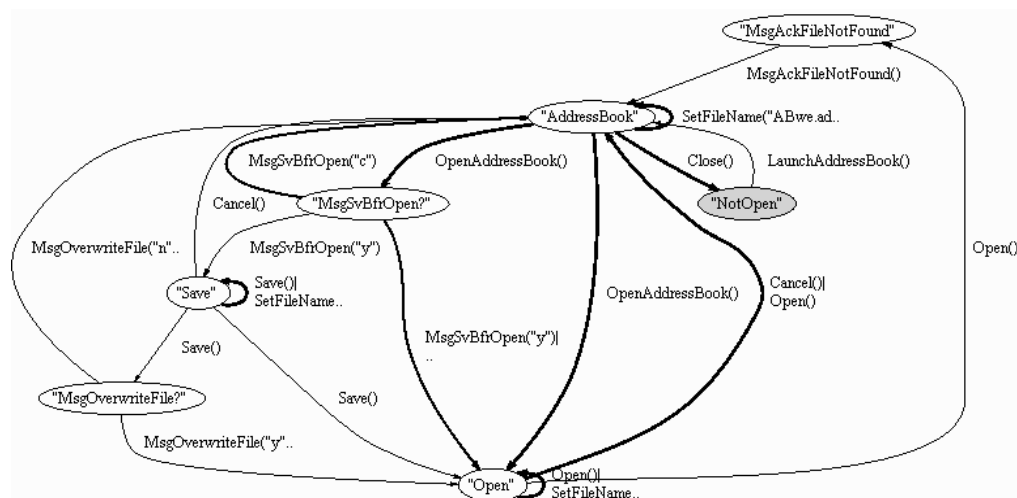 "MsgAckFileNotFound"
MsgAckFileNotFound()
"AddressBook"
SetFileName("ABwe.ad..
MsgSvBfrOpen("c")
OpenAddressBook()
Close()
LaunchAddressBook()
"MsgSvBfrOpen?"
"NotOpen"
Cancel()
MsgOverwriteFile("n"..
MsgSvBfrOpen("y")
Open()
"Save"
Save()|
SetFileName..
OpenAddressBook()
Cancel()|
Open()
MsgSvBfrOpen("y")|
..
Save()
"MsgOverwriteFile?"
Save()
MsgOverwriteFile("y"..
"Open"
Open()|
SetFileName..